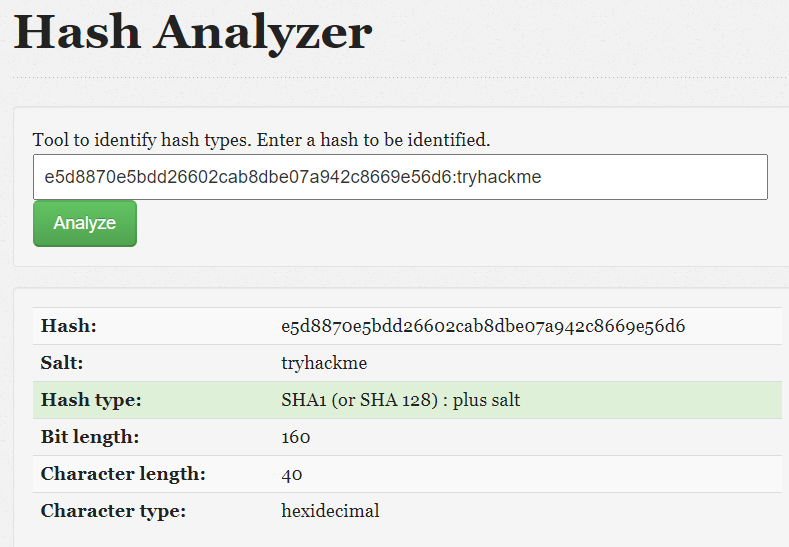 Hash Analyzer
Tool to identify hash types. Enter a hash to be identified.
e5d8870e5bdd26602cab8dbe07a942c8669e56d6:tryhackme
Analyze
Hash: e5d8870e5bdd26602cab8dbe07a942c8669e56d6
Salt: tryhackme
Hash type: SHA1 (or SHA 128) : plus salt
Bit length: 160
Character length: 40
Character type: hexidecimal